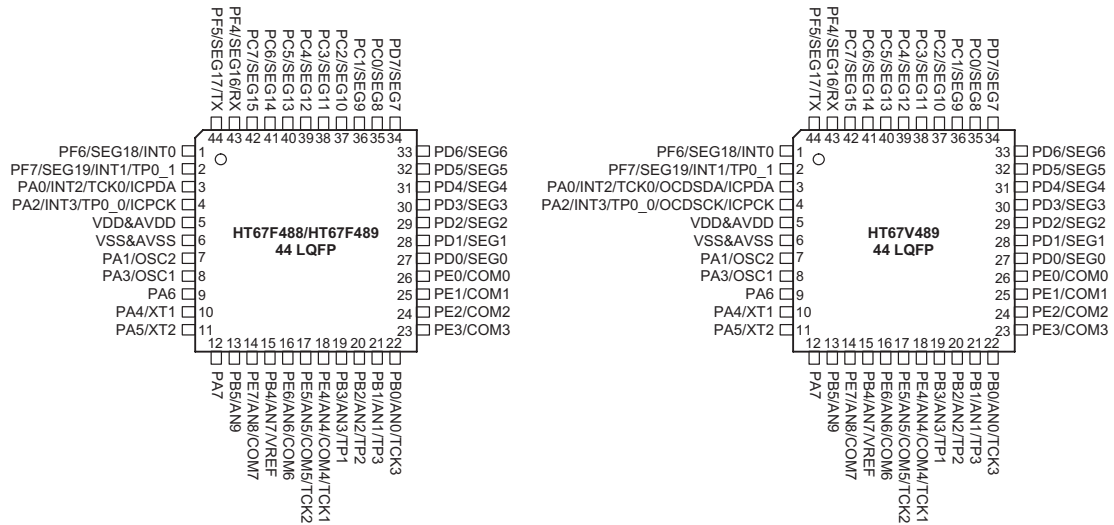 PF5/SEG17/TX
PF4/SEG16/RX
PC7/SEG15
PC6/SEG14
PC5/SEG13
PC4/SEG12
PC3/SEG11
PC2/SEG10
PC1/SEG9
PC0/SEG8
PD7/SEG7
44 43 42 41 40 39 38 37 36 35 34
PF6/SEG18/INT0 1
PF7/SEG19/INT1/TP0_1 2
PA0/INT2/TCK0/ICPDA 3
PA2/INT3/TP0_0/ICPCK 4
VDD&AVDD 5
VSS&AVSS 6
PA1/OSC2 7
PA3/OSC1 8
PA6 9
PA4/XT1 10
PA5/XT2 11
HT67F488/HT67F489
44 LQFP
33 PD6/SEG6
32 PD5/SEG5
31 PD4/SEG4
30 PD3/SEG3
29 PD2/SEG2
28 PD1/SEG1
27 PD0/SEG0
26 PE0/COM0
25 PE1/COM1
24 PE2/COM2
23 PE3/COM3
12 13 14 15 16 17 18 19 20 21 22
PA7
PB5/AN9
PE7/AN8/COM7
PB4/AN7/VREF
PE6/AN6/COM6
PE5/AN5/COM5/TCK2
PE4/AN4/COM4/TCK1
PB3/AN3/TP1
PB2/AN2/TP2
PB1/AN1/TP3
PB0/AN0/TCK3
PF5/SEG17/TX
PF4/SEG16/RX
PC7/SEG15
PC6/SEG14
PC5/SEG13
PC4/SEG12
PC3/SEG11
PC2/SEG10
PC1/SEG9
PC0/SEG8
PD7/SEG7
44 43 42 41 40 39 38 37 36 35 34
PF6/SEG18/INT0 1
PF7/SEG19/INT1/TP0_1 2
PA0/INT2/TCK0/OCDSDA/ICPDA 3
PA2/INT3/TP0_0/OCDSCK/ICPCK 4
VDD&AVDD 5
VSS&AVSS 6
PA1/OSC2 7
PA3/OSC1 8
PA6 9
PA4/XT1 10
PA5/XT2 11
HT67V489
44 LQFP
33 PD6/SEG6
32 PD5/SEG5
31 PD4/SEG4
30 PD3/SEG3
29 PD2/SEG2
28 PD1/SEG1
27 PD0/SEG0
26 PE0/COM0
25 PE1/COM1
24 PE2/COM2
23 PE3/COM3
12 13 14 15 16 17 18 19 20 21 22
PA7
PB5/AN9
PE7/AN8/COM7
PB4/AN7/VREF
PE6/AN6/COM6
PE5/AN5/COM5/TCK2
PE4/AN4/COM4/TCK1
PB3/AN3/TP1
PB2/AN2/TP2
PB1/AN1/TP3
PB0/AN0/TCK3